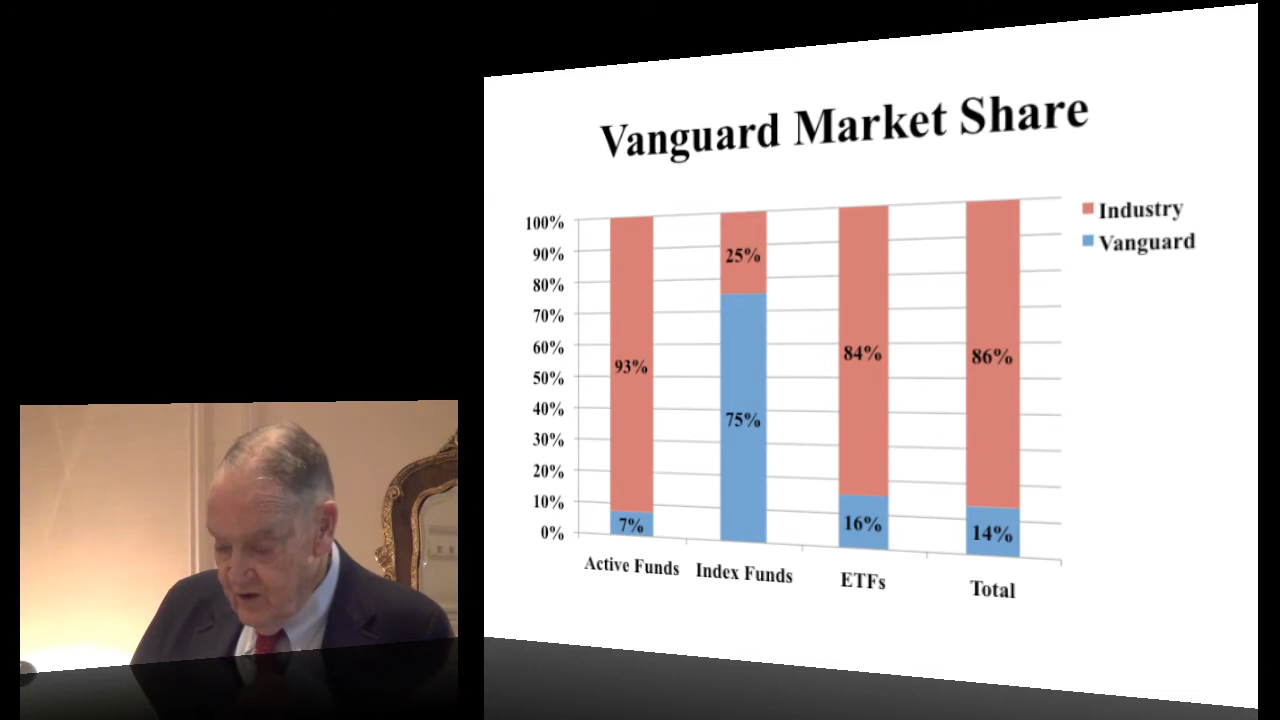 Vanguard Market Share
100%
90%
80%
70%
60%
50%
40%
30%
20%
10%
0%
93%
7%
25%
75%
84%
16%
86%
14%
Active Funds
Index Funds
ETFs
Total
Industry
Vanguard